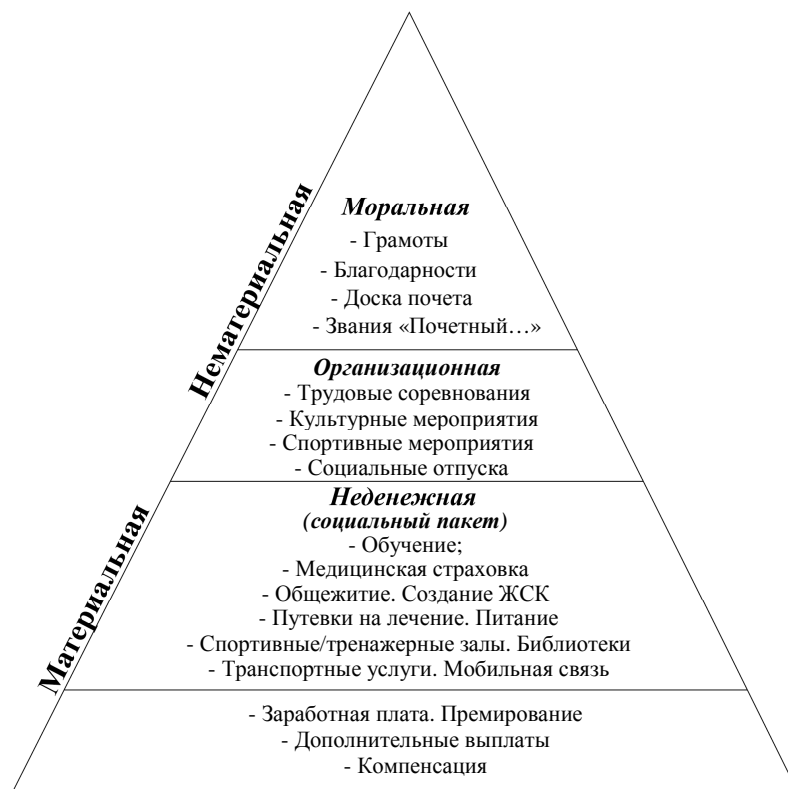 Нематериальная
Моральная
- Грамоты
- Благодарности
- Доска почета
- Звания «Почетный…»
Организационная
- Трудовые соревнования
- Культурные мероприятия
- Спортивные мероприятия
- Социальные отпуска
Материальная
Неденежная
(социальный пакет)
- Обучение;
- Медицинская страховка
- Общежитие. Создание ЖСК
- Путевки на лечение. Питание
- Спортивные/тренажерные залы. Библиотеки
- Транспортные услуги. Мобильная связь
- Заработная плата. Премирование
- Дополнительные выплаты
- Компенсация